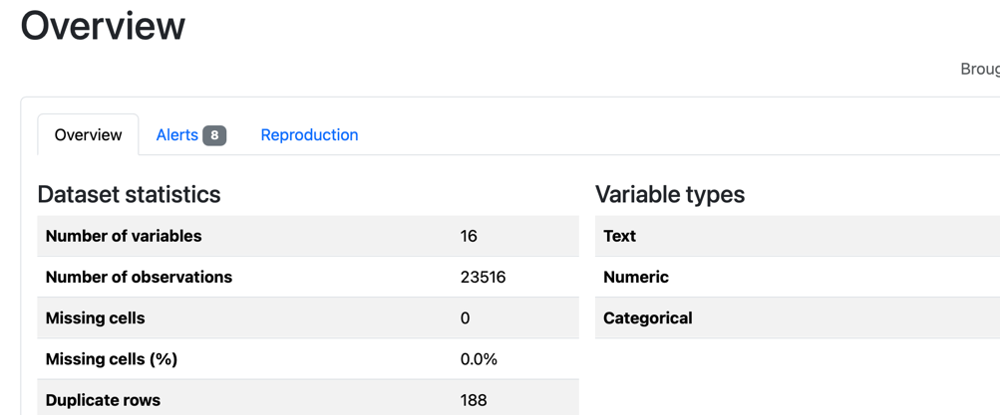 Overview
Overview
Alerts 8
Reproduction
Dataset statistics
Number of variables 16
Number of observations 23516
Missing cells 0
Missing cells (%) 0.0%
Duplicate rows 188
Variable types
Text
Numeric
Categorical